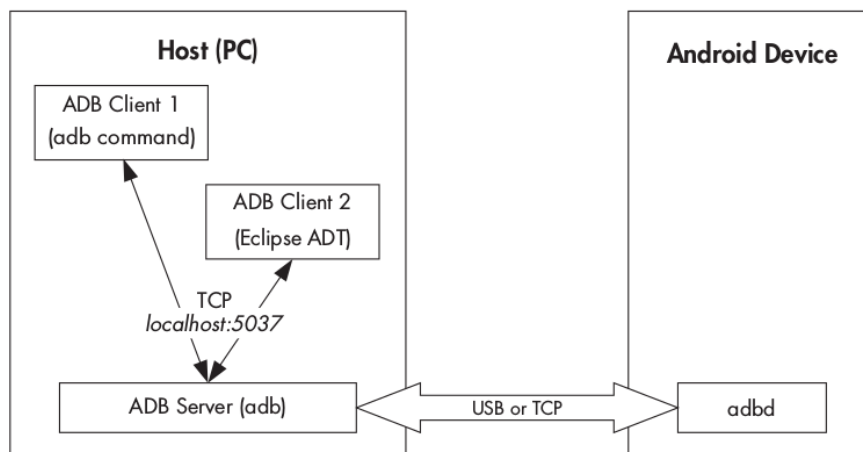 Host (PC)
Android Device
ADB Client 1
(adb command)
ADB Client 2
(Eclipse ADT)
TCP
localhost:5037
ADB Server (adb)
USB or TCP
adbd